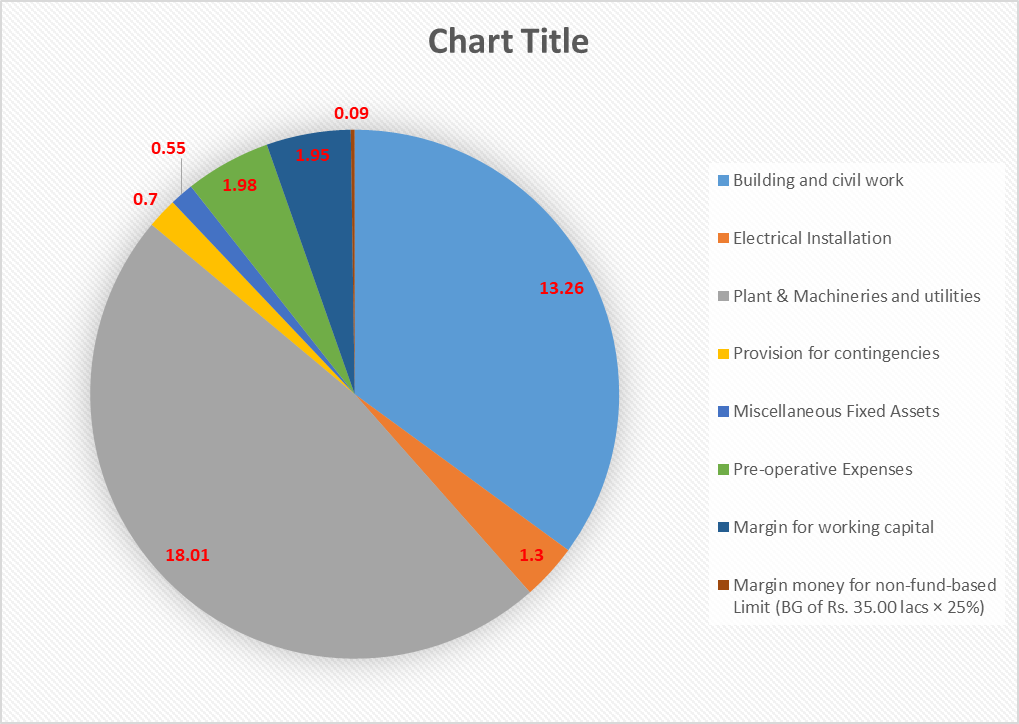 Chart Title
0.09
0.55
1.95
1.98
0.7
13.26
18.01
1.3
Building and civil work
Electrical Installation
Plant & Machineries and utilities
Provision for contingencies
Miscellaneous Fixed Assets
Pre-operative Expenses
Margin for working capital
Margin money for non-fund-based
Limit (BG of Rs. 35.00 lacs × 25%)